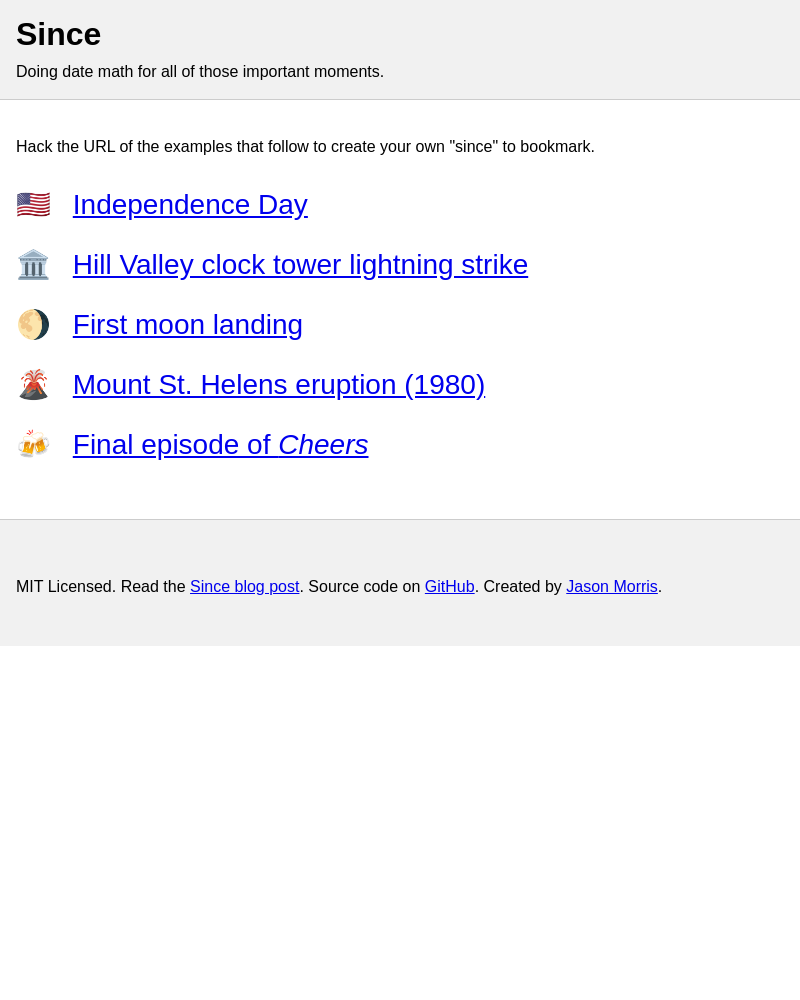 Since
Doing date math for all of those important moments.
Hack the URL of the examples that follow to create your own "since" to bookmark.
Independence Day
Hill Valley clock tower lightning strike
First moon landing
Mount St. Helens eruption (1980)
Final episode of Cheers
MIT Licensed. Read the Since blog post. Source code on GitHub. Created by Jason Morris.